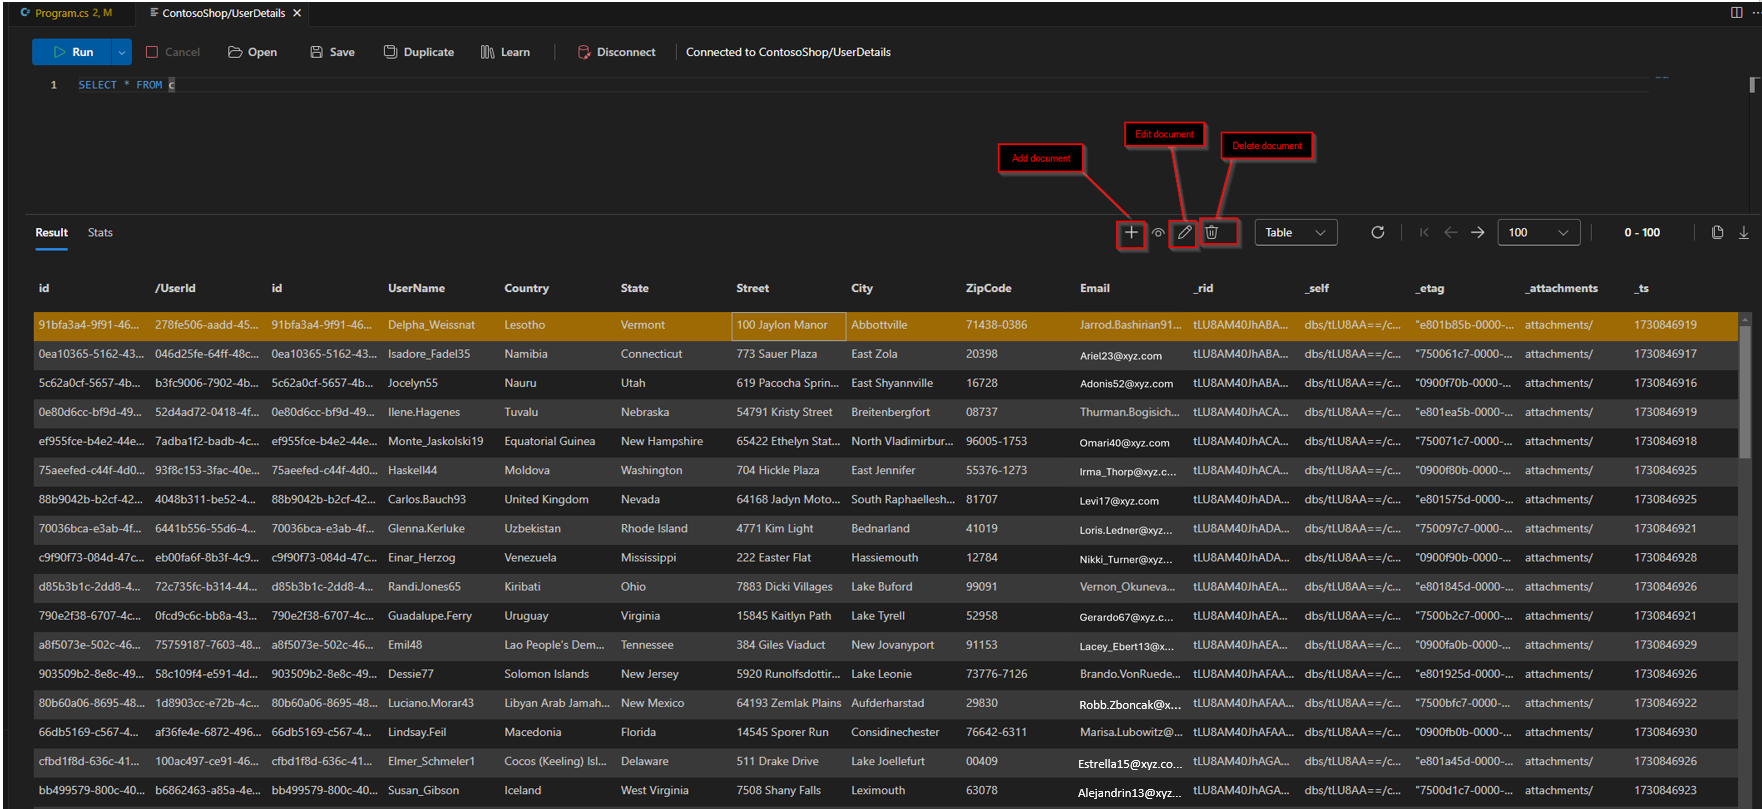 Program.cs 2, M ContosoShop/UserDetails
Run Cancel Open Save Duplicate Learn Disconnect Connected to ContosoShop/UserDetails
1 SELECT * FROM c
Edit document
Delete document
Add document
Result Stats Table 100 0 - 100
id /UserId id UserName Country State Street City ZipCode Email _rid _self _etag _attachments _ts
91bfa3a4-9f91-46... 278fe506-aadd-45... 91bfa3a4-9f91-46... Delpha_Weissnat Lesotho Vermont 100 Jaylon Manor Abbottville 71438-0386 Jarrod.Bashirian91... tLU8AM40JhABA... dbs/tLU8AA==/c... "e801b85b-0000-... attachments/ 1730846919
0ea10365-5162-43... 046d25fe-64ff-48c... 0ea10365-5162-43... Isadore_Fadel35 Namibia Connecticut 773 Sauer Plaza East Zola 20398 Ariel23@xyz.com tLU8AM40JhABA... dbs/tLU8AA==/c... "750061c7-0000-... attachments/ 1730846917
5c62a0cf-5657-4b... b3fc9006-7902-4b... 5c62a0cf-5657-4b... Jocelyn55 Nauru Utah 619 Pacocha Sprin... East Shyannville 16728 Adonis52@xyz.com tLU8AM40JhABA... dbs/tLU8AA==/c... "0900f70b-0000-... attachments/ 1730846916
0e80d6cc-bf9d-49... 52d4ad72-0418-4f... 0e80d6cc-bf9d-49... Ilene.Hagenes Tuvalu Nebraska 54791 Kristy Street Breitenbergfort 08737 Thurman.Bogisich... tLU8AM40JhACA... dbs/tLU8AA==/c... "e801ea5b-0000-... attachments/ 1730846919
ef955fce-b4e2-44e... 7adba1f2-badb-4c... ef955fce-b4e2-44e... Monte_Jaskolski19 Equatorial Guinea New Hampshire 65422 Ethelyn Stat... North Vladimirbur... 96005-1753 Omari40@xyz.com tLU8AM40JhACA... dbs/tLU8AA==/c... "750071c7-0000-... attachments/ 1730846918
75aeefed-c44f-4d0... 93f8c153-3fac-40e... 75aeefed-c44f-4d0... Haskell44 Moldova Washington 704 Hickle Plaza East Jennifer 55376-1273 Irma_Thorp@xyz.c... tLU8AM40JhACA... dbs/tLU8AA==/c... "0900f80b-0000-... attachments/ 1730846925
88b9042b-b2cf-42... 4048b311-be52-4... 88b9042b-b2cf-42... Carlos.Bauch93 United Kingdom Nevada 64168 Jadyn Moto... South Raphaellesh... 81707 Levi17@xyz.com tLU8AM40JhADA... dbs/tLU8AA==/c... "e801575d-0000-... attachments/ 1730846925
70036bca-e3ab-4f... 6441b556-55d6-4... 70036bca-e3ab-4f... Glenna.Kerluke Uzbekistan Rhode Island 4771 Kim Light Bednarland 41019 Loris.Ledner@xyz... tLU8AM40JhADA... dbs/tLU8AA==/c... "750097c7-0000-... attachments/ 1730846921
c9f90f73-084d-47c... eb00fa6f-8b3f-4c9... c9f90f73-084d-47c... Einar_Herzog Venezuela Mississippi 222 Easter Flat Hassiemouth 12784 Nikki_Turner@xyz... tLU8AM40JhADA... dbs/tLU8AA==/c... "0900f90b-0000-... attachments/ 1730846928
d85b3b1c-2dd8-4... 72c735fc-b314-44... d85b3b1c-2dd8-4... RandiJones65 Kiribati Ohio 7883 Dicki Villages Lake Buford 99091 Vernon_Okuneva... tLU8AM40JhAEA... dbs/tLU8AA==/c... "e801845d-0000-... attachments/ 1730846926
790e2f38-6707-4c... 0fcd9c6c-bb8a-43... 790e2f38-6707-4c... Guadalupe.Ferry Uruguay Virginia 15845 Kaitlyn Path Lake Tyrell 52958 Gerardo67@xyz.c... tLU8AM40JhAEA... dbs/tLU8AA==/c... "7500b2c7-0000-... attachments/ 1730846921
a8f5073e-502c-46... 75759187-7603-48... a8f5073e-502c-46... Emil48 Lao People's Dem... Tennessee 384 Giles Viaduct New Jovanyport 91153 Lacey_Ebert13@x... tLU8AM40JhAEA... dbs/tLU8AA==/c... "0900fa0b-0000-... attachments/ 1730846929
903509b2-8e8c-49... 58c109f4-e591-4d... 903509b2-8e8c-49... Dessie77 Solomon Islands New Jersey 5920 Runolfsdottir... Lake Leonie 73776-7126 Brando.VonRuede... tLU8AM40JhAFAA... dbs/tLU8AA==/c... "e801925d-0000-... attachments/ 1730846926
80b60a06-8695-48... 1d8903cc-e72b-4c... 80b60a06-8695-48... Luciano.Morar43 Libyan Arab Jamah... New Mexico 64193 Zemlak Plains Aufderharstad 29830 Robb.Zboncak@x... tLU8AM40JhAFAA... dbs/tLU8AA==/c... "7500bfc7-0000-... attachments/ 1730846922
66db5169-c567-4... af36fe4e-6872-496... 66db5169-c567-4... Lindsay.Feil Macedonia Florida 14545 Sporer Run Considinechester 76642-6311 Marisa.Lubowitz@... tLU8AM40JhAFAA... dbs/tLU8AA==/c... "0900fb0b-0000-... attachments/ 1730846930
cfbd1f8d-636c-41... 100ac497-ce91-46... cfbd1f8d-636c-41... Elmer_Schmeler1 Cocos (Keeling) Isl... Delaware 511 Drake Drive Lake Joellefurt 00409 Estrella15@xyz.co... tLU8AM40JhAGA... dbs/tLU8AA==/c... "e801a45d-0000-... attachments/ 1730846926
bb499579-800c-40... b6862463-a85a-4e... bb499579-800c-40... Susan_Gibson Iceland West Virginia 7508 Shany Falls Leximouth 63078 Alejandrin13@xyz... tLU8AM40JhAGA... dbs/tLU8AA==/c... "7500d1c7-0000-... attachments/ 1730846923